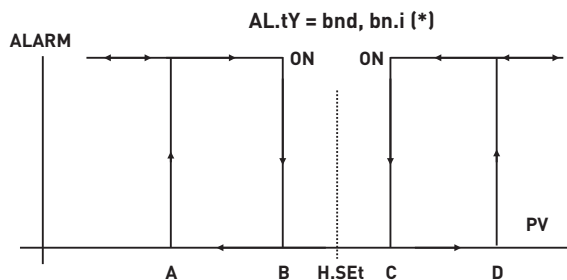 AL.tY = bnd, bn.i (*)
ALARM
ON ON
PV
A B H.SEt C D